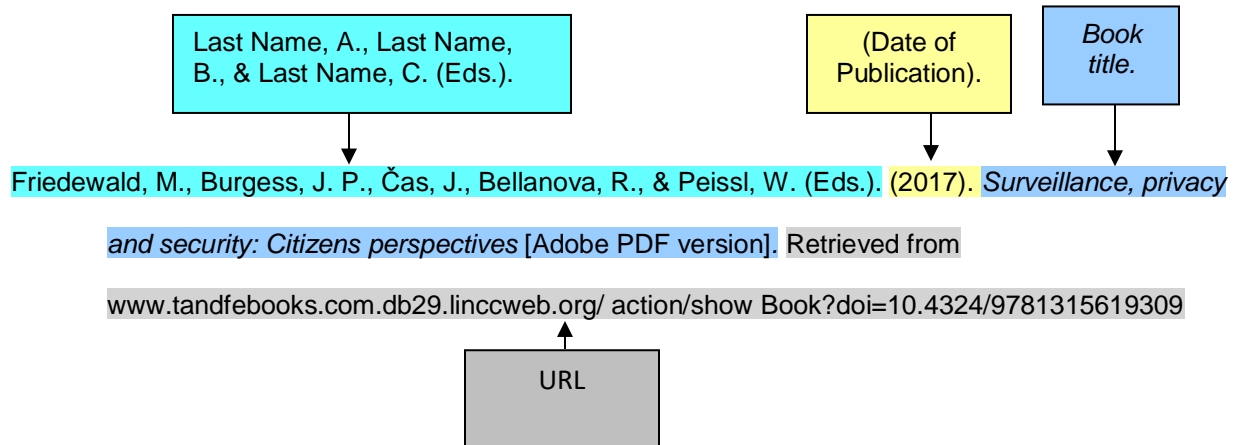 Last Name, A., Last Name,
B., & Last Name, C. (Eds.).
(Date of
Publication).
Book
title.
Friedewald, M., Burgess, J. P., Čas, J., Bellanova, R., & Peissl, W. (Eds.). (2017). Surveillance, privacy
and security: Citizens perspectives [Adobe PDF version]. Retrieved from
www.tandfebooks.com.db29.linccweb.org/ action/show Book?doi=10.4324/9781315619309
URL